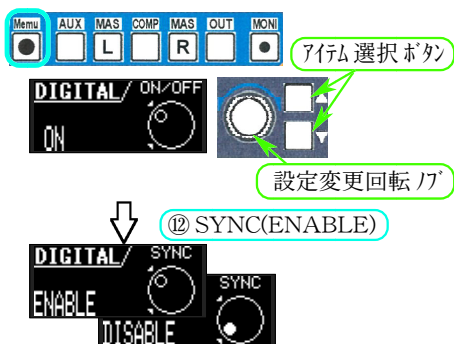 Memu AUX MAS COMP MAS OUT MONI
L R
アイテム選択ボタン
DIGITAL/ ON/OFF
ON
設定変更回転ノブ
⑫ SYNC(ENABLE)
DIGITAL/ SYNC
ENABLE
SYNC
DISABLE